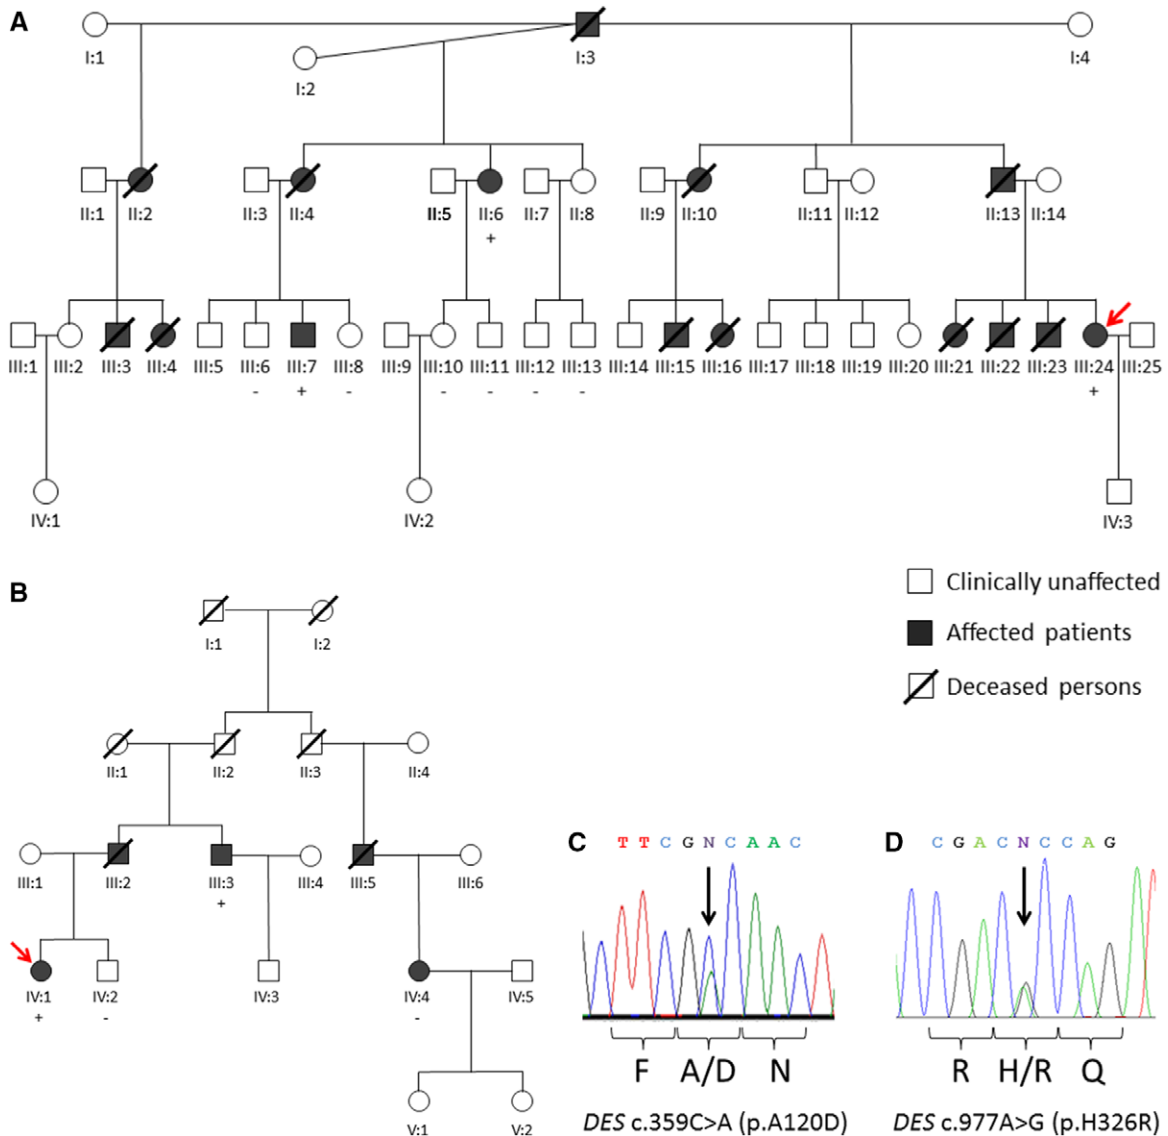 A
I:1
I:3
I:4
I:2
II:1 II:2 II:3 II:4 II:5 II:6 II:7 II:8 II:9 II:10 II:11 II:12 II:13 II:14
+
III:1 III:2 III:3 III:4 III:5 III:6 III:7 III:8 III:9 III:10 III:11 III:12 III:13 III:14 III:15 III:16 III:17 III:18 III:19 III:20 III:21 III:22 III:23 III:24 III:25
- + - - - - - +
IV:1 IV:2 IV:3
Clinically unaffected
Affected patients
Deceased persons
B
I:1 I:2
II:1 II:2 II:3 II:4
III:1 III:2 III:3 III:4 III:5 III:6
+
IV:1 IV:2 IV:3 IV:4 IV:5
+ - -
V:1 V:2
C
T T C G N C A A C
F A/D N
DES c.359C>A (p.A120D)
D
C G A C N C C A G
R H/R Q
DES c.977A>G (p.H326R)